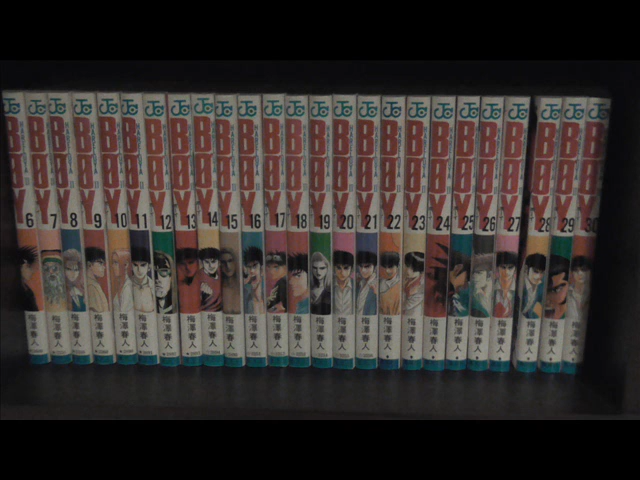 JC BOY 6 梅澤春人
JC BOY 7 梅澤春人
JC BOY 8 梅澤春人
JC BOY 9 梅澤春人
JC BOY 10 梅澤春人
JC BOY 11 梅澤春人
JC BOY 12 梅澤春人
JC BOY 13 梅澤春人
JC BOY 14 梅澤春人
JC BOY 15 梅澤春人
JC BOY 16 梅澤春人
JC BOY 17 梅澤春人
JC BOY 18 梅澤春人
JC BOY 19 梅澤春人
JC BOY 20 梅澤春人
JC BOY 21 梅澤春人
JC BOY 22 梅澤春人
JC BOY 23 梅澤春人
JC BOY 24 梅澤春人
JC BOY 25 梅澤春人
JC BOY 26 梅澤春人
JC BOY 27 梅澤春人
JC BOY 28 梅澤春人
JC BOY 29 梅澤春人
JC BOY 30 梅澤春人